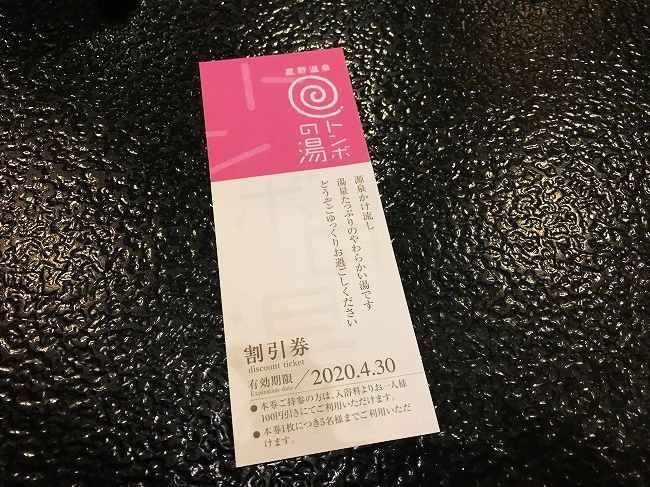 星野温泉
トンボ
の湯
源泉かけ流し
湯量たっぷりのやわらかい湯です
どうぞごゆっくりお過ごしください
割引券
discount ticket
有効期限／2020.4.30
Expiration date
●本券ご持参の方は、入浴料よりお一人様
100円引きにてご利用いただけます。
●本券1枚につき5名様までご利用いただ
けます。